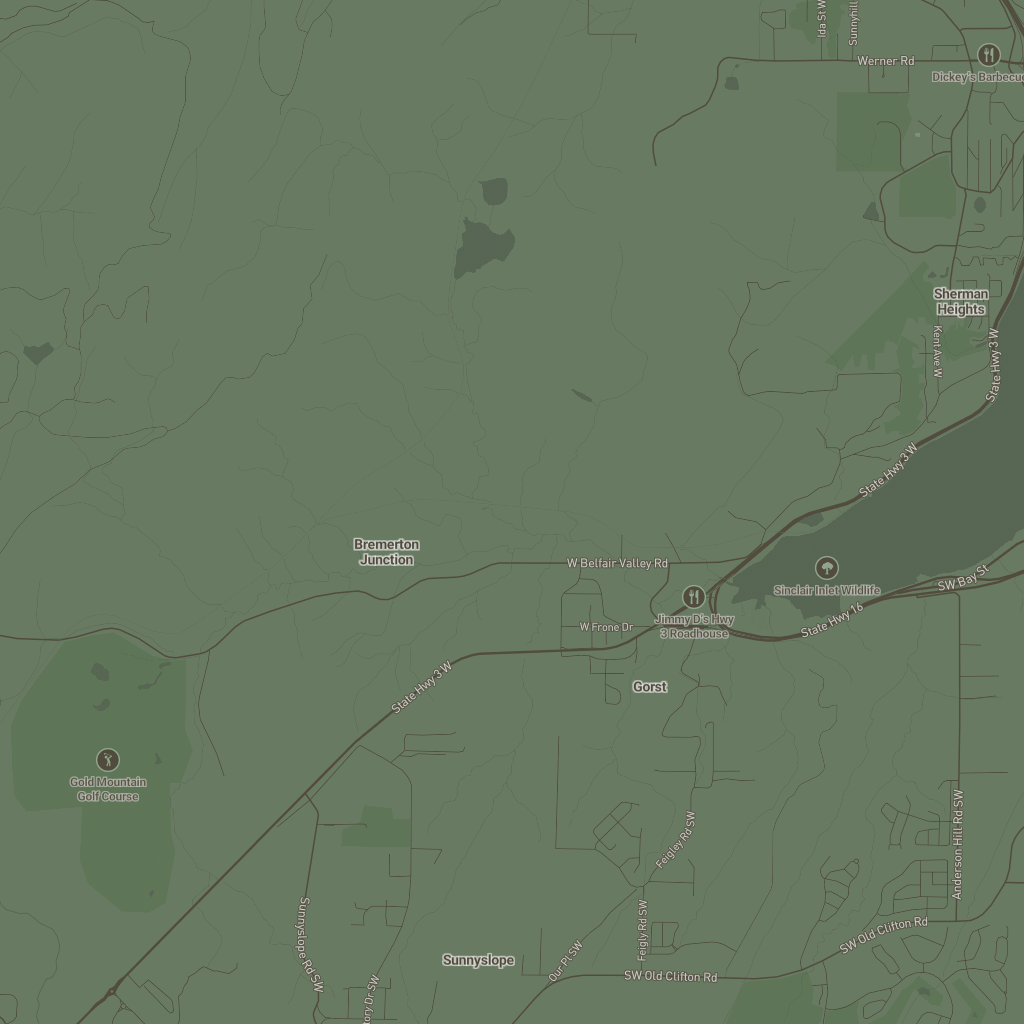 Ida St W
Sunnyhill
Werner Rd
Dickey's Barbecue
Sherman
Heights
Kent Ave W
State Hwy 3 W
State Hwy 3 W
Bremerton
Junction
W Belfair Valley Rd
Sinclair Inlet Wildlife
SW Bay St
Jimmy D's Hwy
3 Roadhouse
W Frone Dr
State Hwy 16
State Hwy 3 W
Gorst
Gold Mountain
Golf Course
Feigley Rd SW
Anderson Hill Rd SW
Sunnyslope Rd SW
Feigly Rd SW
SW Old Clifton Rd
Sunnyslope
Our Pl SW
SW Old Clifton Rd
tory Dr SW